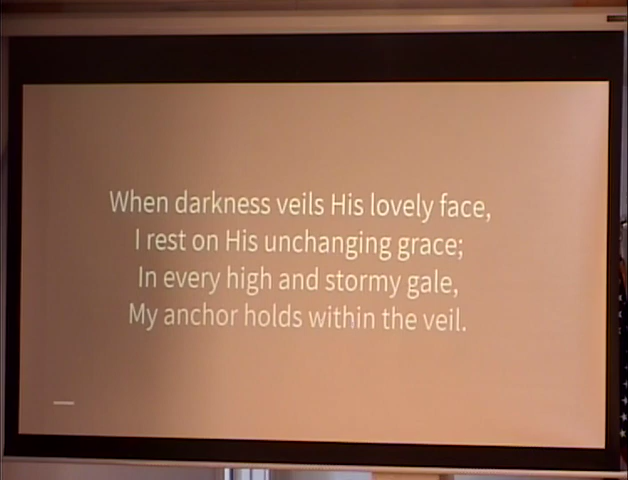 When darkness veils His lovely face,
I rest on His unchanging grace;
In every high and stormy gale,
My anchor holds within the veil.